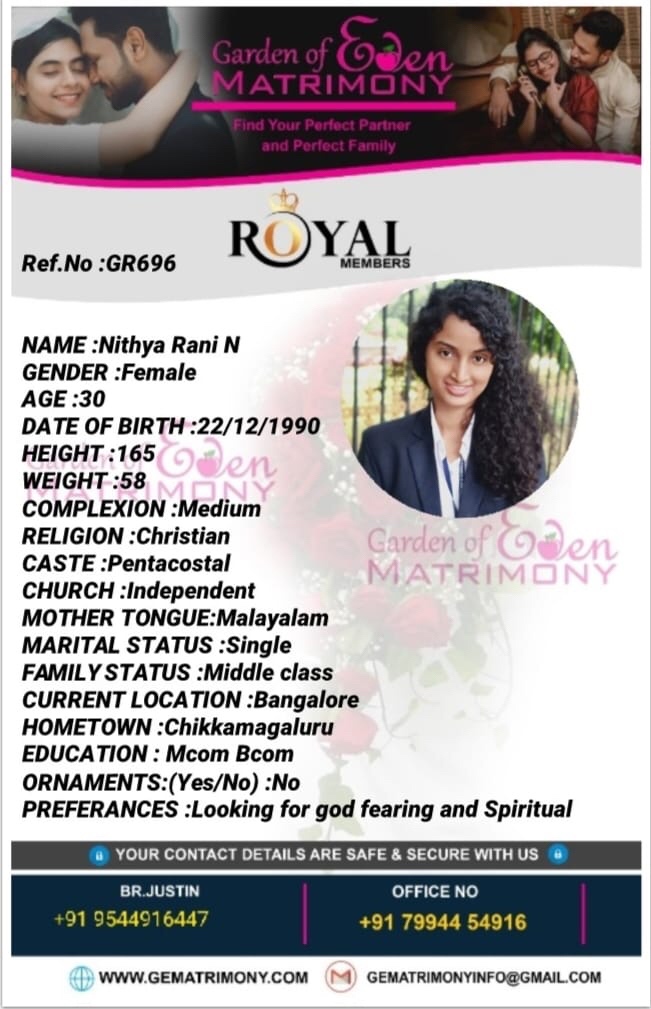 Garden of Eden
MATRIMONY
Find Your Perfect Partner
and Perfect Family
ROYAL
MEMBERS
Ref.No :GR696
NAME :Nithya Rani N
GENDER :Female
AGE :30
DATE OF BIRTH :22/12/1990
HEIGHT :165
WEIGHT :58
COMPLEXION :Medium
RELIGION :Christian
CASTE :Pentacostal
CHURCH :Independent
MOTHER TONGUE:Malayalam
MARITAL STATUS :Single
FAMILY STATUS :Middle class
CURRENT LOCATION :Bangalore
HOMETOWN :Chikkamagaluru
EDUCATION : Mcom Bcom
ORNAMENTS:(Yes/No) :No
PREFERANCES :Looking for god fearing and Spiritual
Garden of Eden
MATRIMONY
Garden of Eden
MATRIMONY
YOUR CONTACT DETAILS ARE SAFE & SECURE WITH US
BR.JUSTIN
+91 9544916447
OFFICE NO
+91 79944 54916
WWW.GEMATRIMONY.COM
GEMATRIMONYINFO@GMAIL.COM